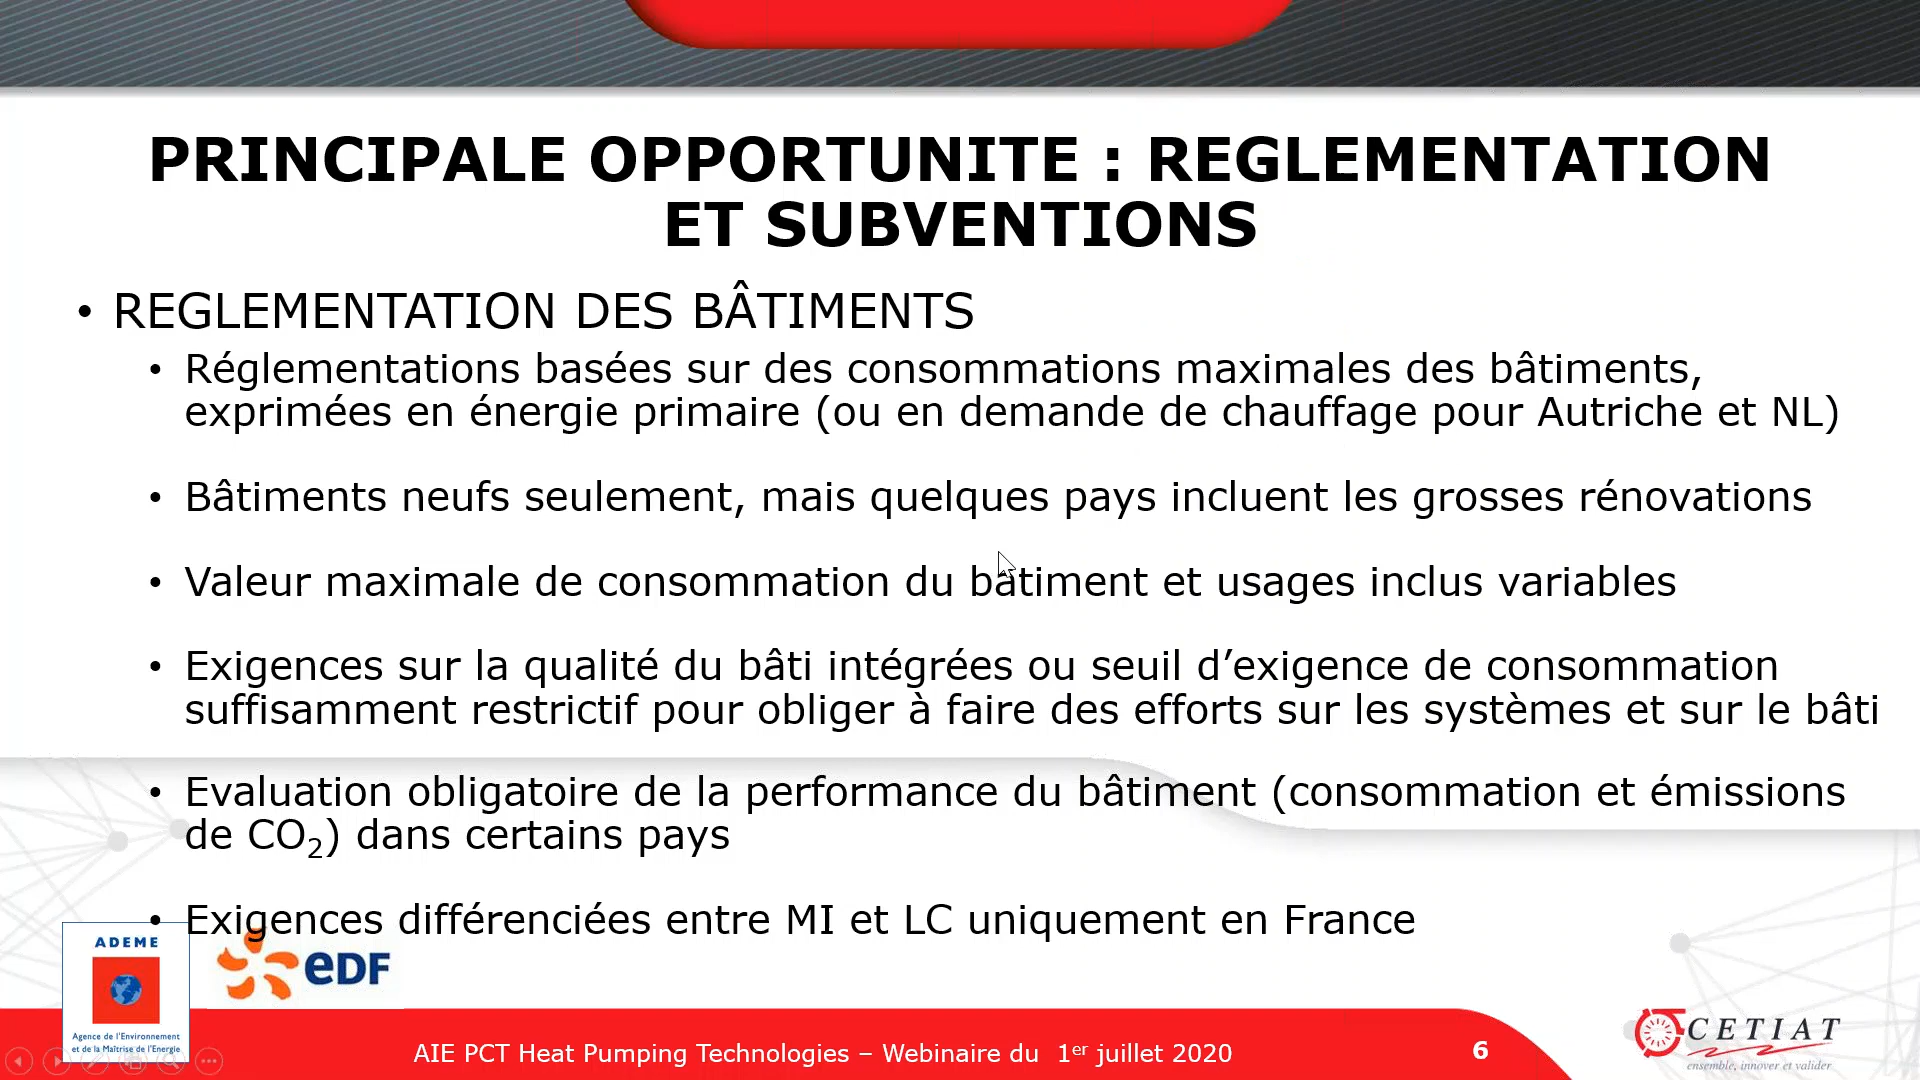 PRINCIPALE OPPORTUNITE : REGLEMENTATION
ET SUBVENTIONS
• REGLEMENTATION DES BÂTIMENTS
• Réglementations basées sur des consommations maximales des bâtiments,
exprimées en énergie primaire (ou en demande de chauffage pour Autriche et NL)
• Bâtiments neufs seulement, mais quelques pays incluent les grosses rénovations
• Valeur maximale de consommation du bâtiment et usages inclus variables
• Exigences sur la qualité du bâti intégrées ou seuil d’exigence de consommation
suffisamment restrictif pour obliger à faire des efforts sur les systèmes et sur le bâti
• Evaluation obligatoire de la performance du bâtiment (consommation et émissions
de CO₂) dans certains pays
• Exigences différenciées entre MI et LC uniquement en France
ADEME
Agence de l'Environnement
et de la Maîtrise de l'Energie
eDF
AIE PCT Heat Pumping Technologies – Webinaire du 1er juillet 2020
6
CETIAT
ensemble, innover et valider